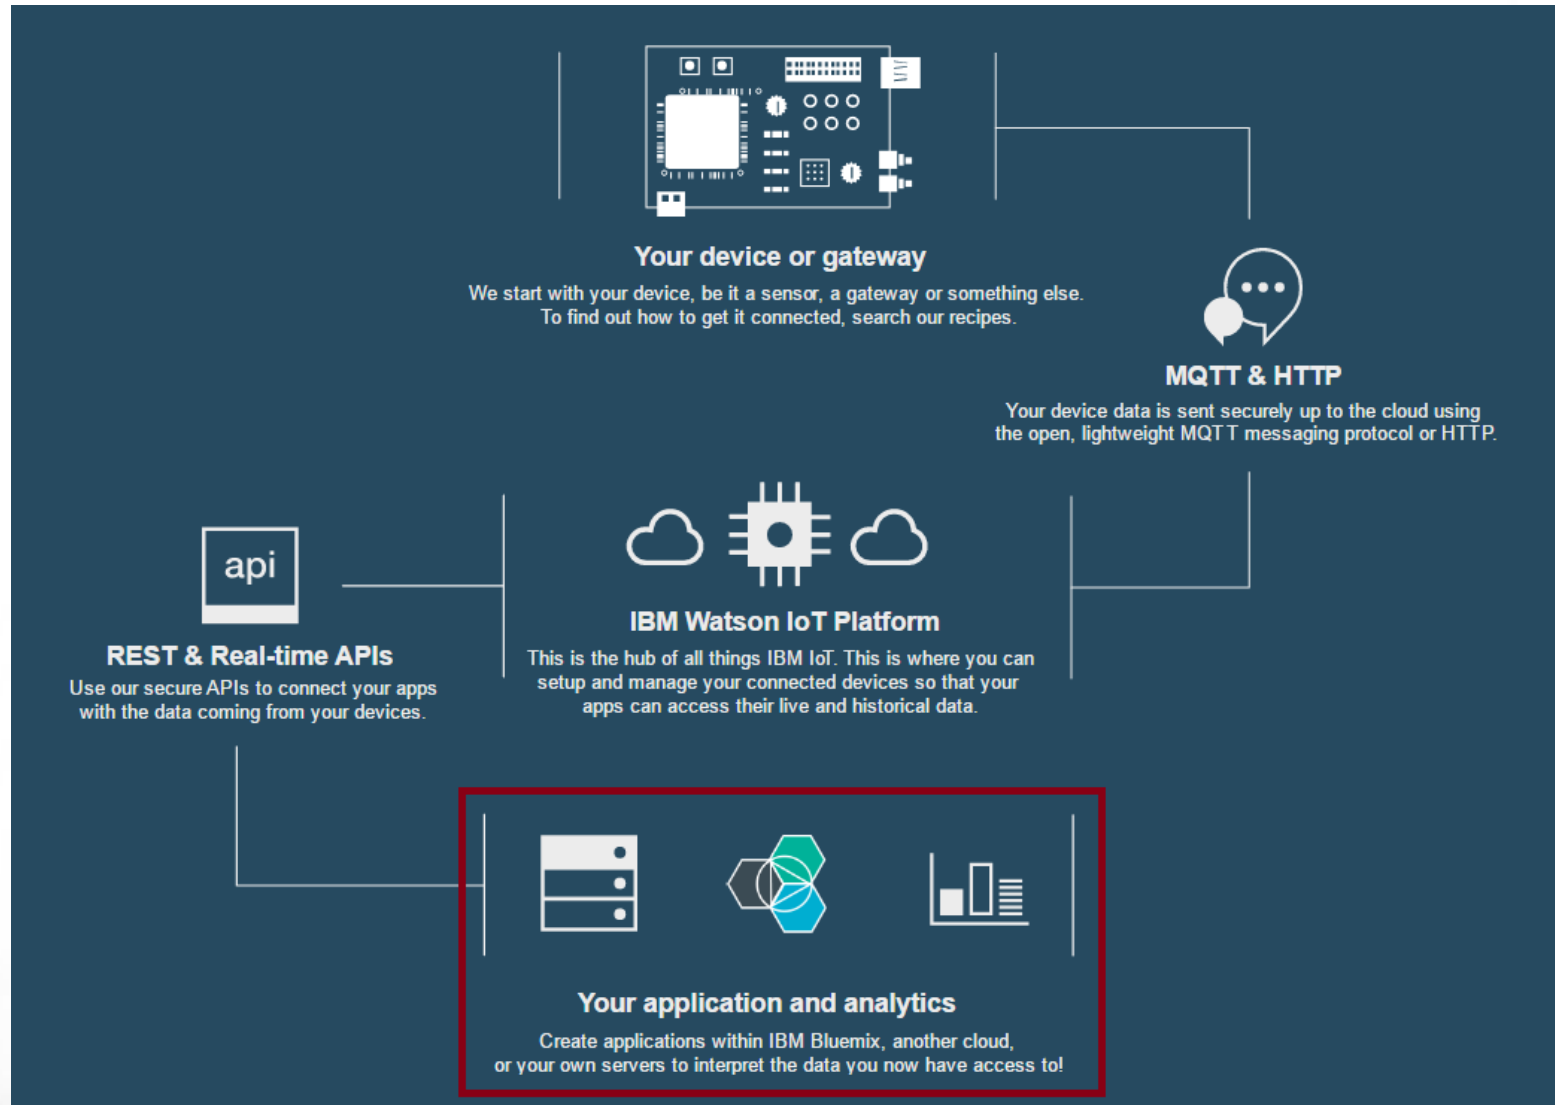 Your device or gateway
We start with your device, be it a sensor, a gateway or something else.
To find out how to get it connected, search our recipes.
MQTT & HTTP
Your device data is sent securely up to the cloud using
the open, lightweight MQTT messaging protocol or HTTP.
IBM Watson IoT Platform
This is the hub of all things IBM IoT. This is where you can
setup and manage your connected devices so that your
apps can access their live and historical data.
api
REST & Real-time APIs
Use our secure APIs to connect your apps
with the data coming from your devices.
Your application and analytics
Create applications within IBM Bluemix, another cloud,
or your own servers to interpret the data you now have access to!